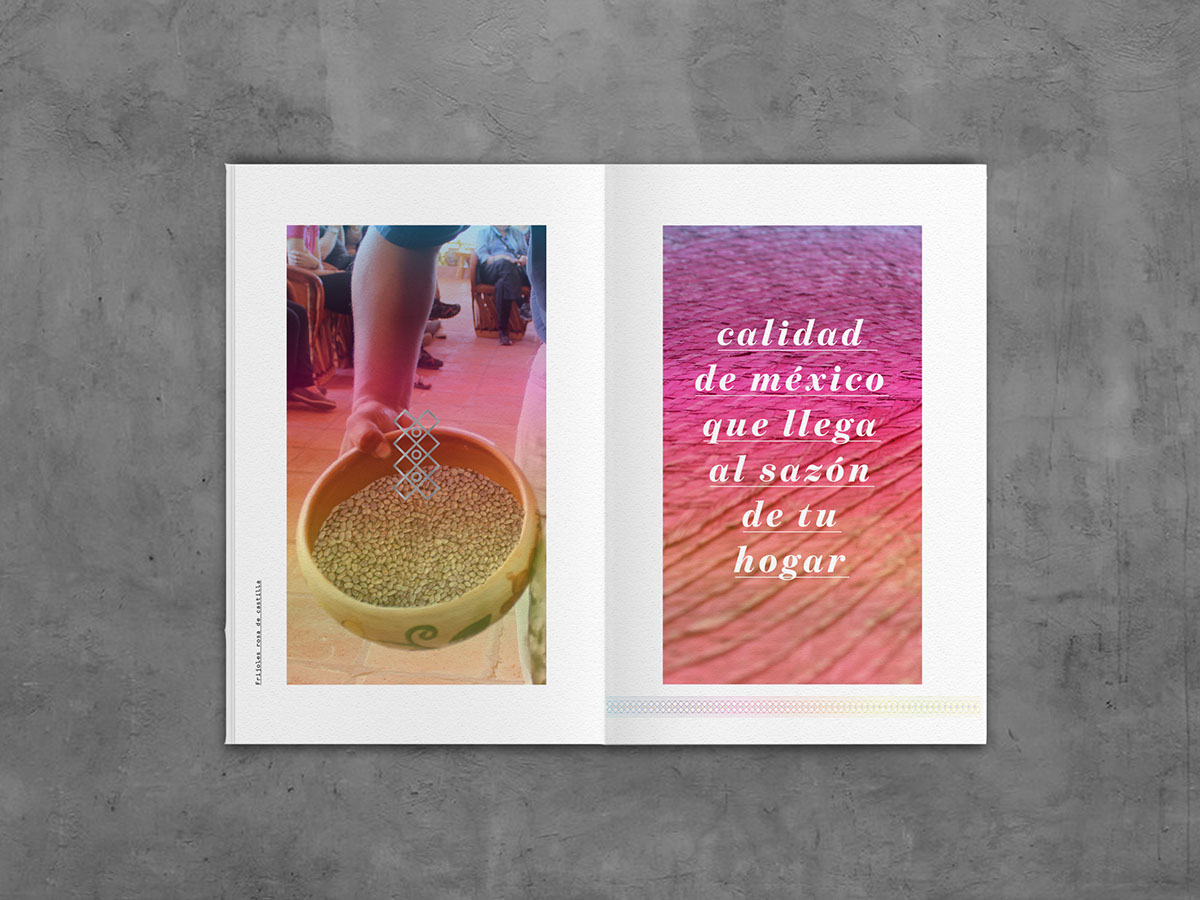 Frijoles rosa de castilla
calidad
de méxico
que llega
al sazón
de tu
hogar